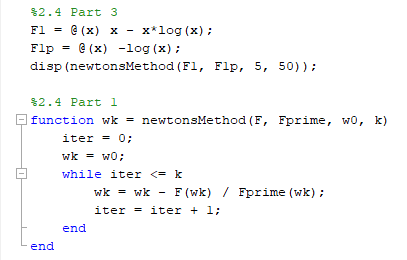 %2.4 Part 3
F1 = @(x) x - x*log(x);
F1p = @(x) -log(x);
disp(newtonsMethod(F1, F1p, 5, 50));
%2.4 Part 1
function wk = newtonsMethod(F, Fprime, w0, k)
iter = 0;
wk = w0;
while iter <= k
wk = wk - F(wk) / Fprime(wk);
iter = iter + 1;
end
end